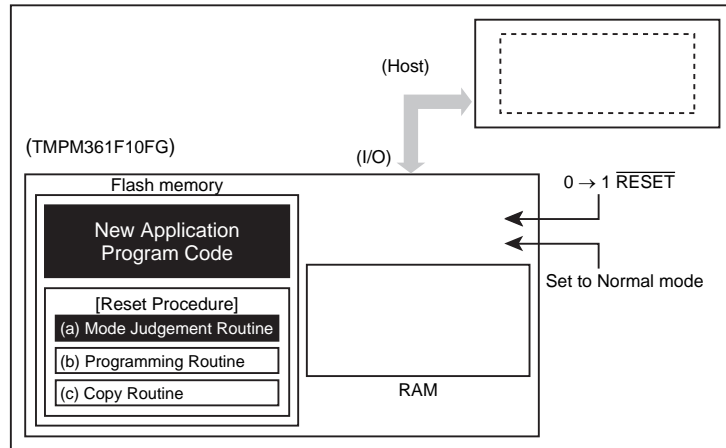 (Host)
(TMPM361F10FG)
(I/O)
Flash memory
0 → 1 RESET
New Application
Program Code
Set to Normal mode
[Reset Procedure]
(a) Mode Judgement Routine
(b) Programming Routine
(c) Copy Routine
RAM